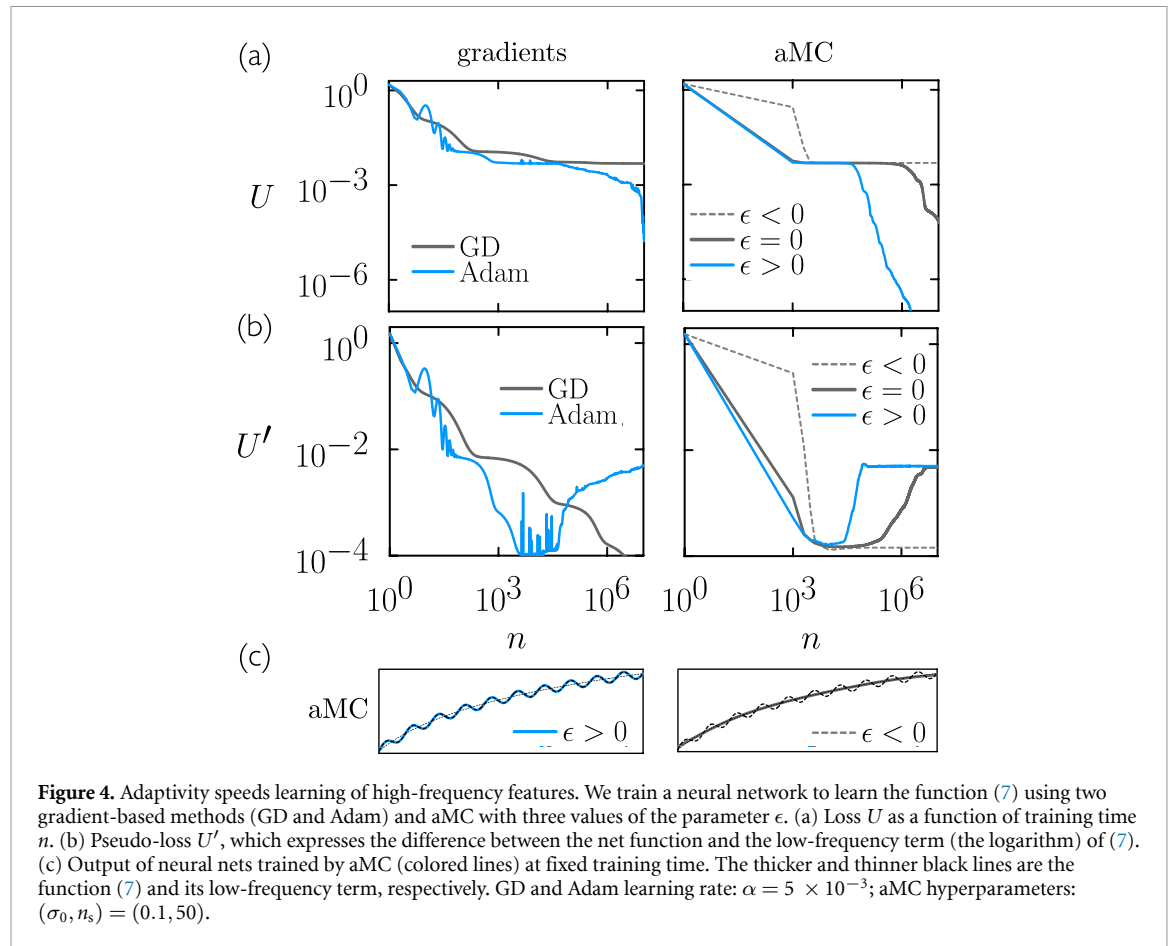 (a)
gradients
aMC
10^0
10^{-3}
10^{-6}
U
GD
Adam
ϵ < 0
ϵ = 0
ϵ > 0
(b)
10^0
10^{-2}
10^{-4}
U′
GD
Adam
ϵ < 0
ϵ = 0
ϵ > 0
10^0 10^3 10^6
10^0 10^3 10^6
n
n
(c)
aMC
ϵ > 0
ϵ < 0
Figure 4. Adaptivity speeds learning of high-frequency features. We train a neural network to learn the function (7) using two
gradient-based methods (GD and Adam) and aMC with three values of the parameter ϵ. (a) Loss U as a function of training time
n. (b) Pseudo-loss U′, which expresses the difference between the net function and the low-frequency term (the logarithm) of (7).
(c) Output of neural nets trained by aMC (colored lines) at fixed training time. The thicker and thinner black lines are the
function (7) and its low-frequency term, respectively. GD and Adam learning rate: α = 5 × 10^{−3}; aMC hyperparameters:
(σ₀, nₛ) = (0.1, 50).